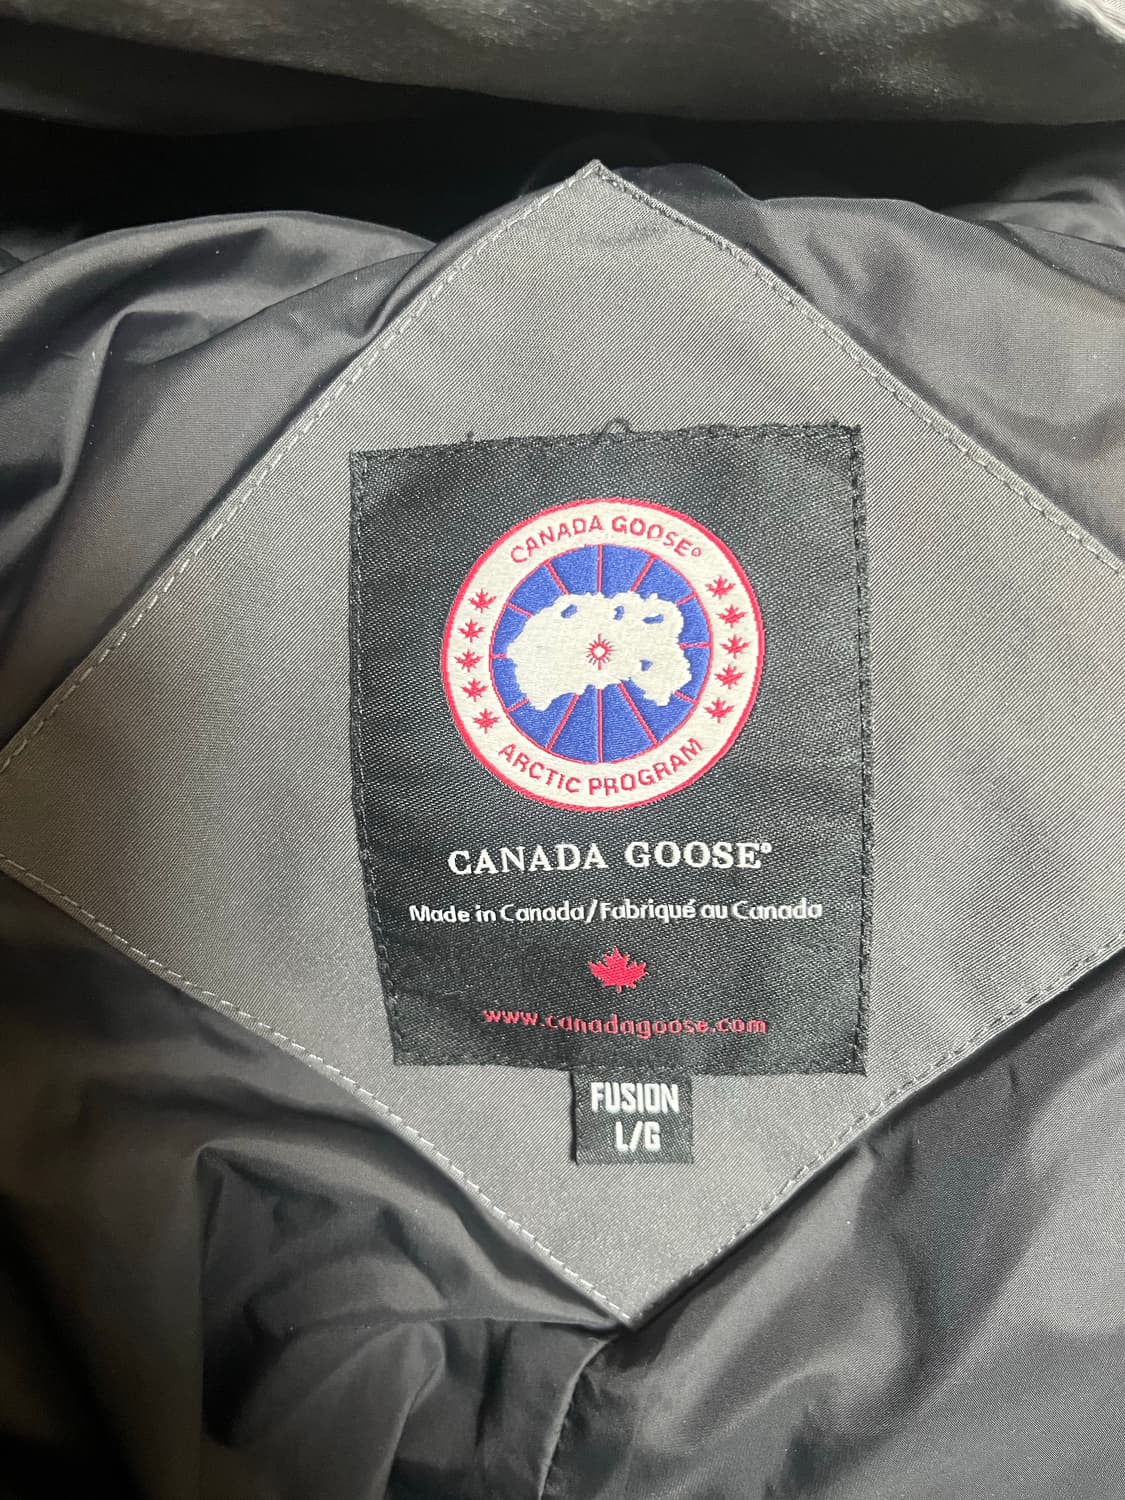 CANADA GOOSE®
ARCTIC PROGRAM
CANADA GOOSE®
Made in Canada/Fabriqué au Canada
www.canadagoose.com
FUSION
L/G